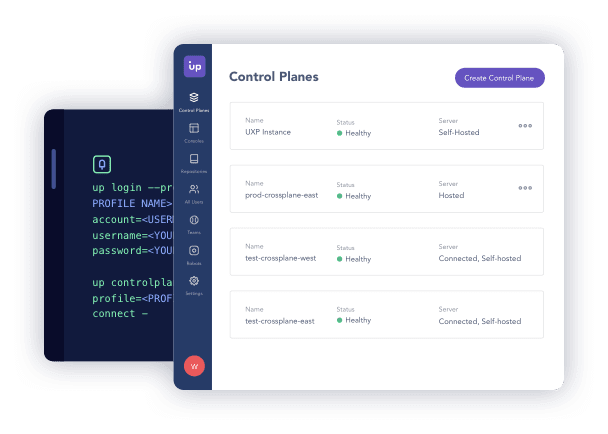 up
Control Planes
Create Control Plane
Control Planes
Consoles
Repositories
All Users
Teams
Robots
Settings
W
Name
UXP Instance
Status
Healthy
Server
Self-Hosted
Name
prod-crossplane-east
Status
Healthy
Server
Hosted
Name
test-crossplane-west
Status
Healthy
Server
Connected, Self-hosted
Name
test-crossplane-east
Status
Healthy
Server
Connected, Self-hosted
up login --pr
PROFILE NAME>
account=<USER
username=<YOU
password=<YOU
up controlpla
profile=<PROF
connect -